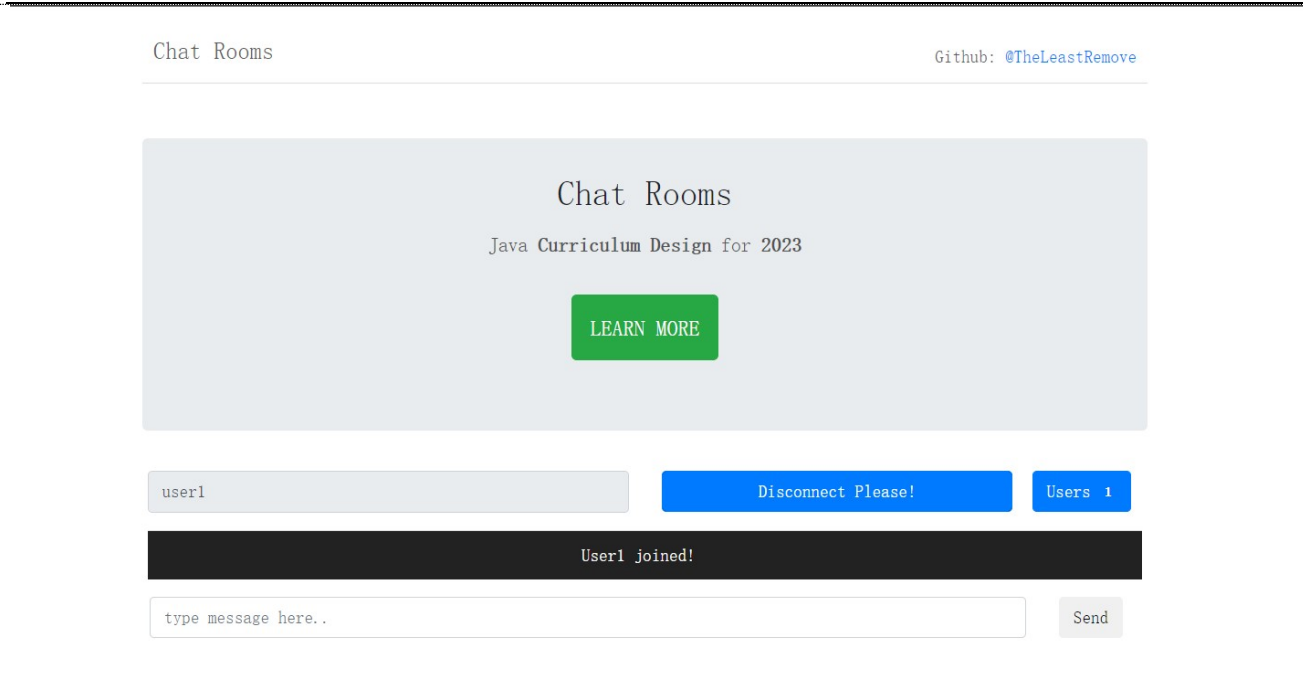 Chat Rooms
Github: @TheLeastRemove
Chat Rooms
Java Curriculum Design for 2023
LEARN MORE
user1
Disconnect Please!
Users 1
User1 joined!
type message here..
Send